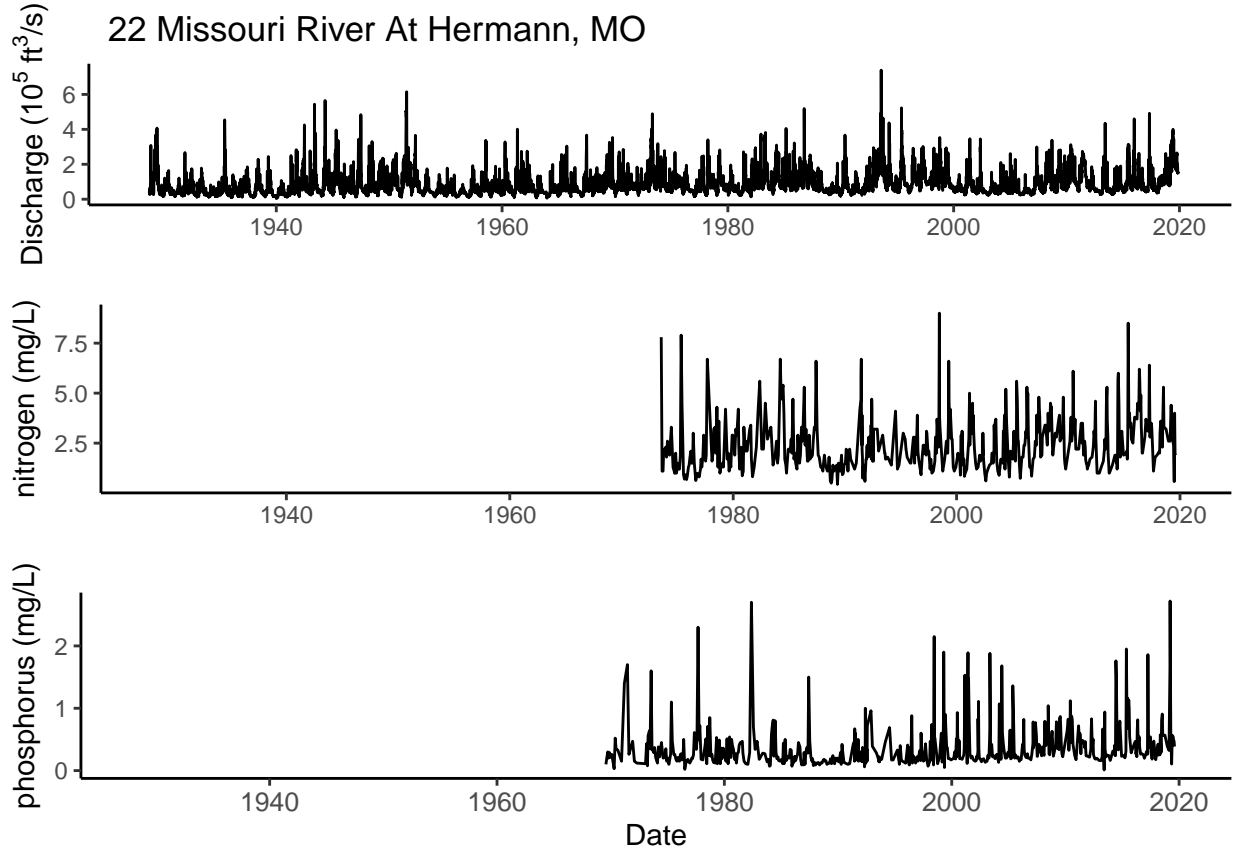 22 Missouri River At Hermann, MO
Discharge (10⁵ ft³/s)
6
4
2
0
1940 1960 1980 2000 2020
nitrogen (mg/L)
7.5
5.0
2.5
1940 1960 1980 2000 2020
phosphorus (mg/L)
2
1
0
1940 1960 1980 2000 2020
Date